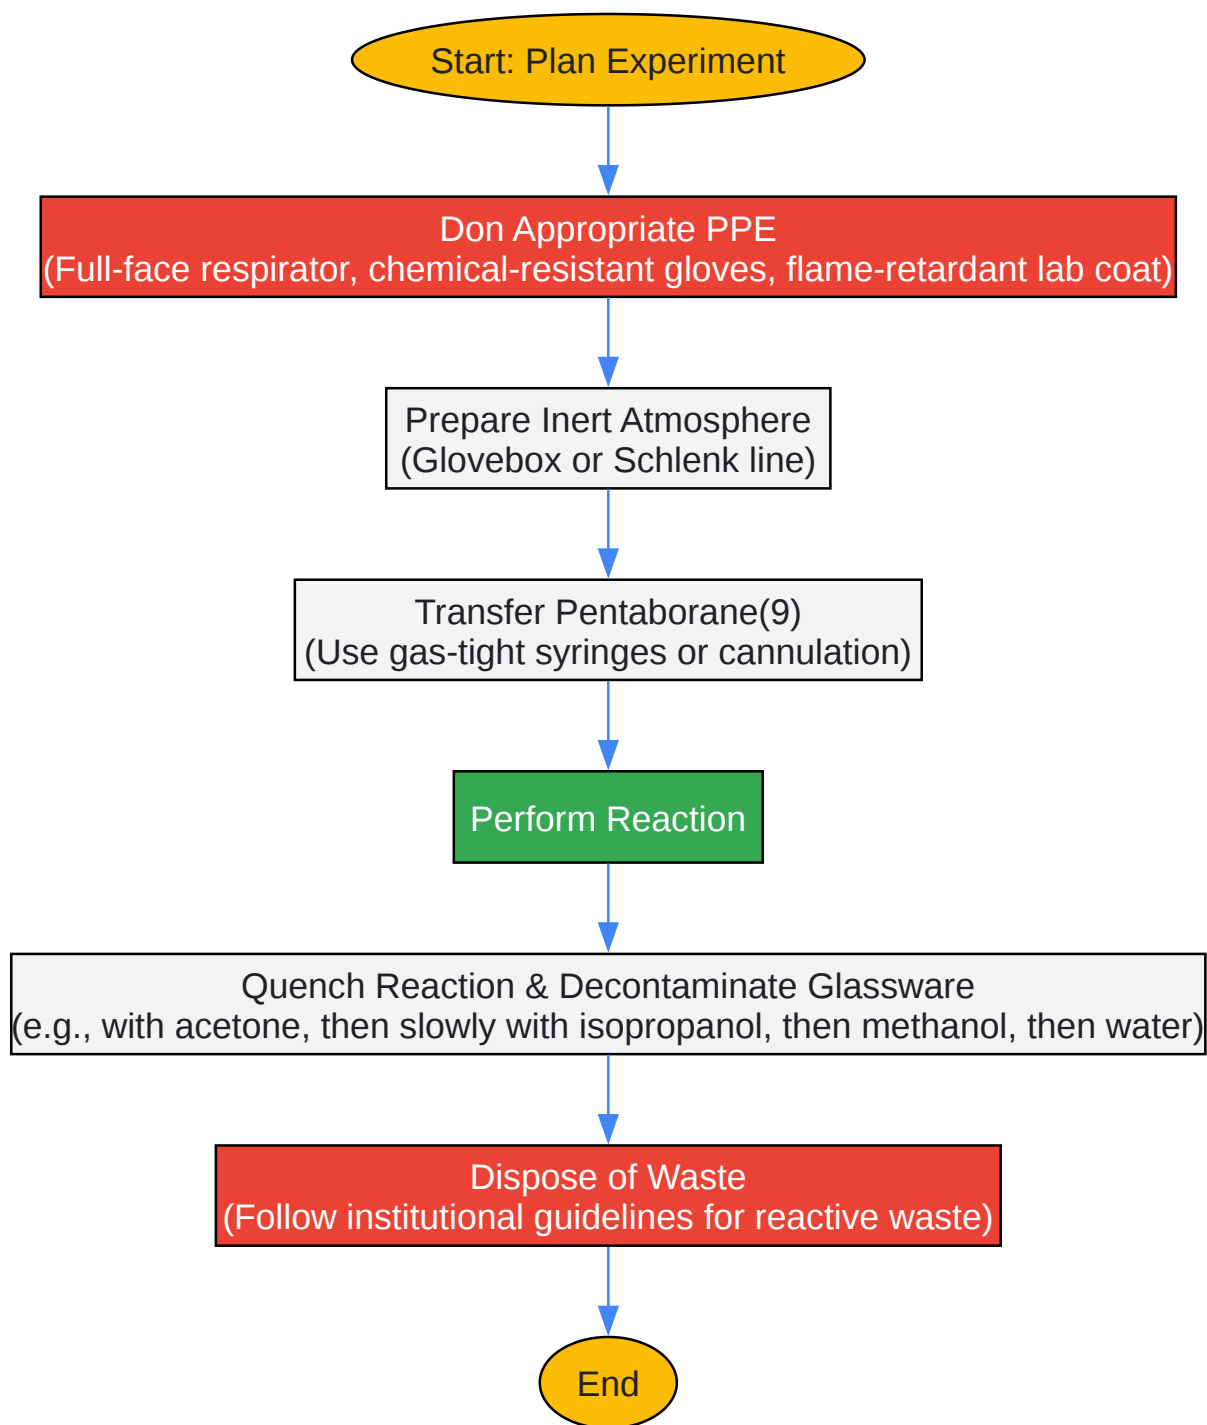 Start: Plan Experiment
Don Appropriate PPE
(Full-face respirator, chemical-resistant gloves, flame-retardant lab coat)
Prepare Inert Atmosphere
(Glovebox or Schlenk line)
Transfer Pentaborane(9)
(Use gas-tight syringes or cannulation)
Perform Reaction
Quench Reaction & Decontaminate Glassware
(e.g., with acetone, then slowly with isopropanol, then methanol, then water)
Dispose of Waste
(Follow institutional guidelines for reactive waste)
End